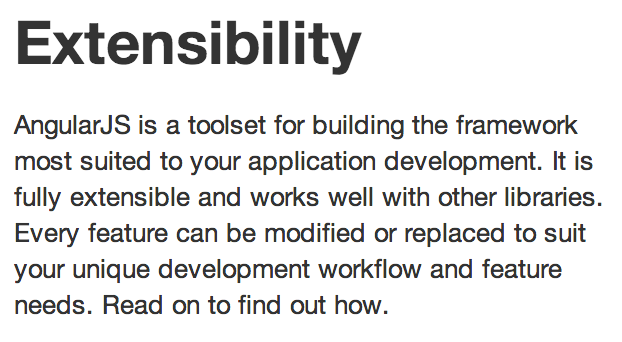 Extensibility
AngularJS is a toolset for building the framework
most suited to your application development. It is
fully extensible and works well with other libraries.
Every feature can be modified or replaced to suit
your unique development workflow and feature
needs. Read on to find out how.